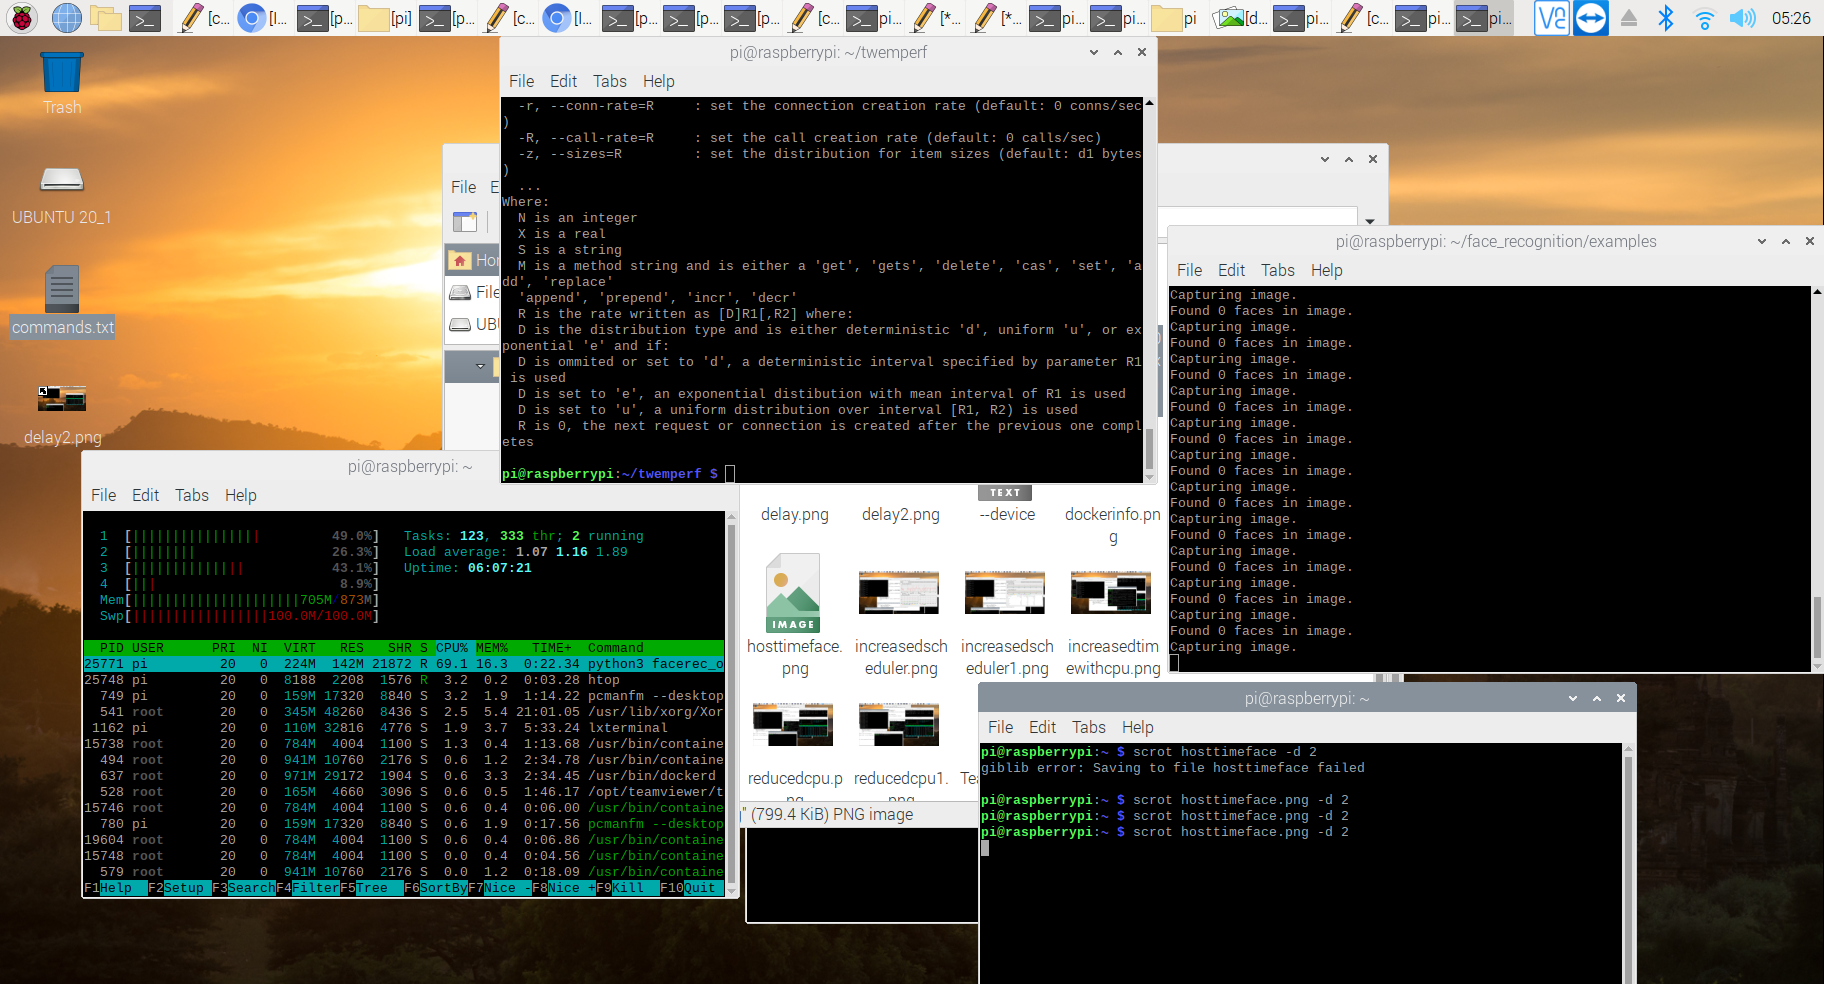 [c...
[l...
[p...
[pi]
[p...
[c...
[l...
[p...
[p...
[p...
[c...
pi...
[*...
[*...
pi...
pi...
pi
[d...
pi...
[c...
pi...
pi...
05:26
Trash
UBUNTU 20_1
commands.txt
delay2.png
pi@raspberrypi: ~/twemperf
File Edit Tabs Help
  -r, --conn-rate=R     : set the connection creation rate (default: 0 conns/sec
)
  -R, --call-rate=R     : set the call creation rate (default: 0 calls/sec)
  -z, --sizes=R         : set the distribution for item sizes (default: d1 bytes
)
  ...
Where:
  N is an integer
  X is a real
  S is a string
  M is a method string and is either a 'get', 'gets', 'delete', 'cas', 'set', 'a
dd', 'replace'
  'append', 'prepend', 'incr', 'decr'
  R is the rate written as [D]R1[,R2] where:
  D is the distribution type and is either deterministic 'd', uniform 'u', or ex
ponential 'e' and if:
  D is ommited or set to 'd', a deterministic interval specified by parameter R1
 is used
  D is set to 'e', an exponential distibution with mean interval of R1 is used
  D is set to 'u', a uniform distribution over interval [R1, R2) is used
  R is 0, the next request or connection is created after the previous one compl
etes
pi@raspberrypi:~/twemperf $
File E
Hom
File
UBU
pi@raspberrypi: ~/face_recognition/examples
File Edit Tabs Help
Capturing image.
Found 0 faces in image.
Capturing image.
Found 0 faces in image.
Capturing image.
Found 0 faces in image.
Capturing image.
Found 0 faces in image.
Capturing image.
Found 0 faces in image.
Capturing image.
Found 0 faces in image.
Capturing image.
Found 0 faces in image.
Capturing image.
Found 0 faces in image.
Capturing image.
Found 0 faces in image.
Capturing image.
Found 0 faces in image.
Capturing image.
Found 0 faces in image.
Capturing image.
pi@raspberrypi: ~
File Edit Tabs Help
1 [ 49.0%] Tasks: 123, 333 thr; 2 running
2 [ 26.3%] Load average: 1.07 1.16 1.89
3 [ 43.1%] Uptime: 06:07:21
4 [ 8.9%]
Mem[ 705M/873M]
Swp[ 100.0M/100.0M]
PID USER PRI NI VIRT RES SHR S CPU% MEM% TIME+ Command
25771 pi 20 0 224M 142M 21872 R 69.1 16.3 0:22.34 python3 facerec_o
25748 pi 20 0 8188 2208 1576 R 3.2 0.2 0:03.28 htop
749 pi 20 0 159M 17320 8840 S 3.2 1.9 1:14.22 pcmanfm --desktop
541 root 20 0 345M 48260 8436 S 2.5 5.4 21:01.05 /usr/lib/xorg/Xor
1162 pi 20 0 110M 32816 4776 S 1.9 3.7 5:33.24 lxterminal
15738 root 20 0 784M 4004 1100 S 1.3 0.4 1:13.68 /usr/bin/containe
494 root 20 0 941M 10760 2176 S 0.6 1.2 2:34.78 /usr/bin/containe
637 root 20 0 971M 29172 1904 S 0.6 3.3 2:34.45 /usr/bin/dockerd
528 root 20 0 165M 4660 3096 S 0.6 0.5 1:46.17 /opt/teamviewer/t
15746 root 20 0 784M 4004 1100 S 0.6 0.4 0:06.00 /usr/bin/containe
780 pi 20 0 159M 17320 8840 S 0.6 1.9 0:17.56 pcmanfm --desktop
19604 root 20 0 784M 4004 1100 S 0.6 0.4 0:06.86 /usr/bin/containe
15748 root 20 0 784M 4004 1100 S 0.0 0.4 0:04.56 /usr/bin/containe
579 root 20 0 941M 10760 2176 S 0.0 1.2 0:18.09 /usr/bin/containe
F1Help F2Setup F3SearchF4FilterF5Tree F6SortByF7Nice -F8Nice +F9Kill F10Quit
TEXT
delay.png
delay2.png
--device
dockerinfo.pn
g
IMAGE
hosttimeface.
png
increasedsch
eduler.png
increasedsch
eduler1.png
increasedtim
ewithcpu.png
reducedcpu.p
ng
reducedcpu1.
png
Tea
g" (799.4 KiB) PNG image
pi@raspberrypi: ~
File Edit Tabs Help
pi@raspberrypi:~ $ scrot hosttimeface -d 2
giblib error: Saving to file hosttimeface failed
pi@raspberrypi:~ $ scrot hosttimeface.png -d 2
pi@raspberrypi:~ $ scrot hosttimeface.png -d 2
pi@raspberrypi:~ $ scrot hosttimeface.png -d 2